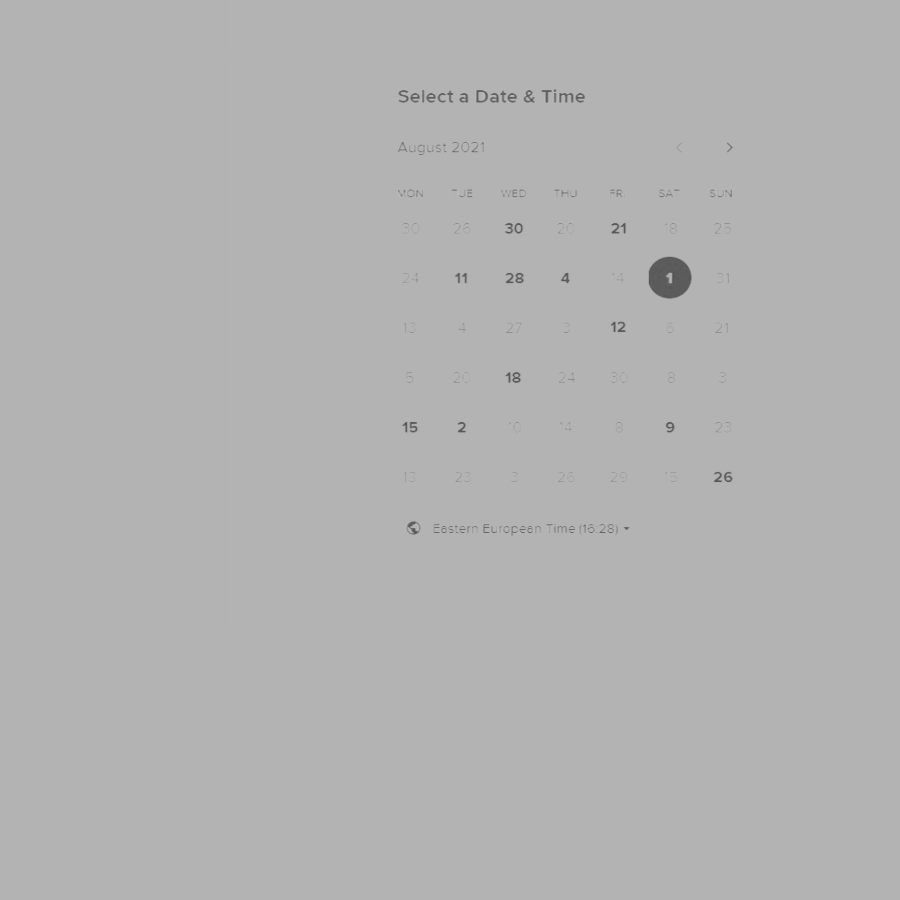 Select a Date & Time
August 2021
MON TUE WED THU FRI SAT SUN
30 26 30 20 21 18 25
24 11 28 4 14 1 31
13 4 27 3 12 6 21
5 20 18 24 30 8 3
15 2 10 14 8 9 23
13 23 3 26 29 15 26
Eastern European Time (16:28)